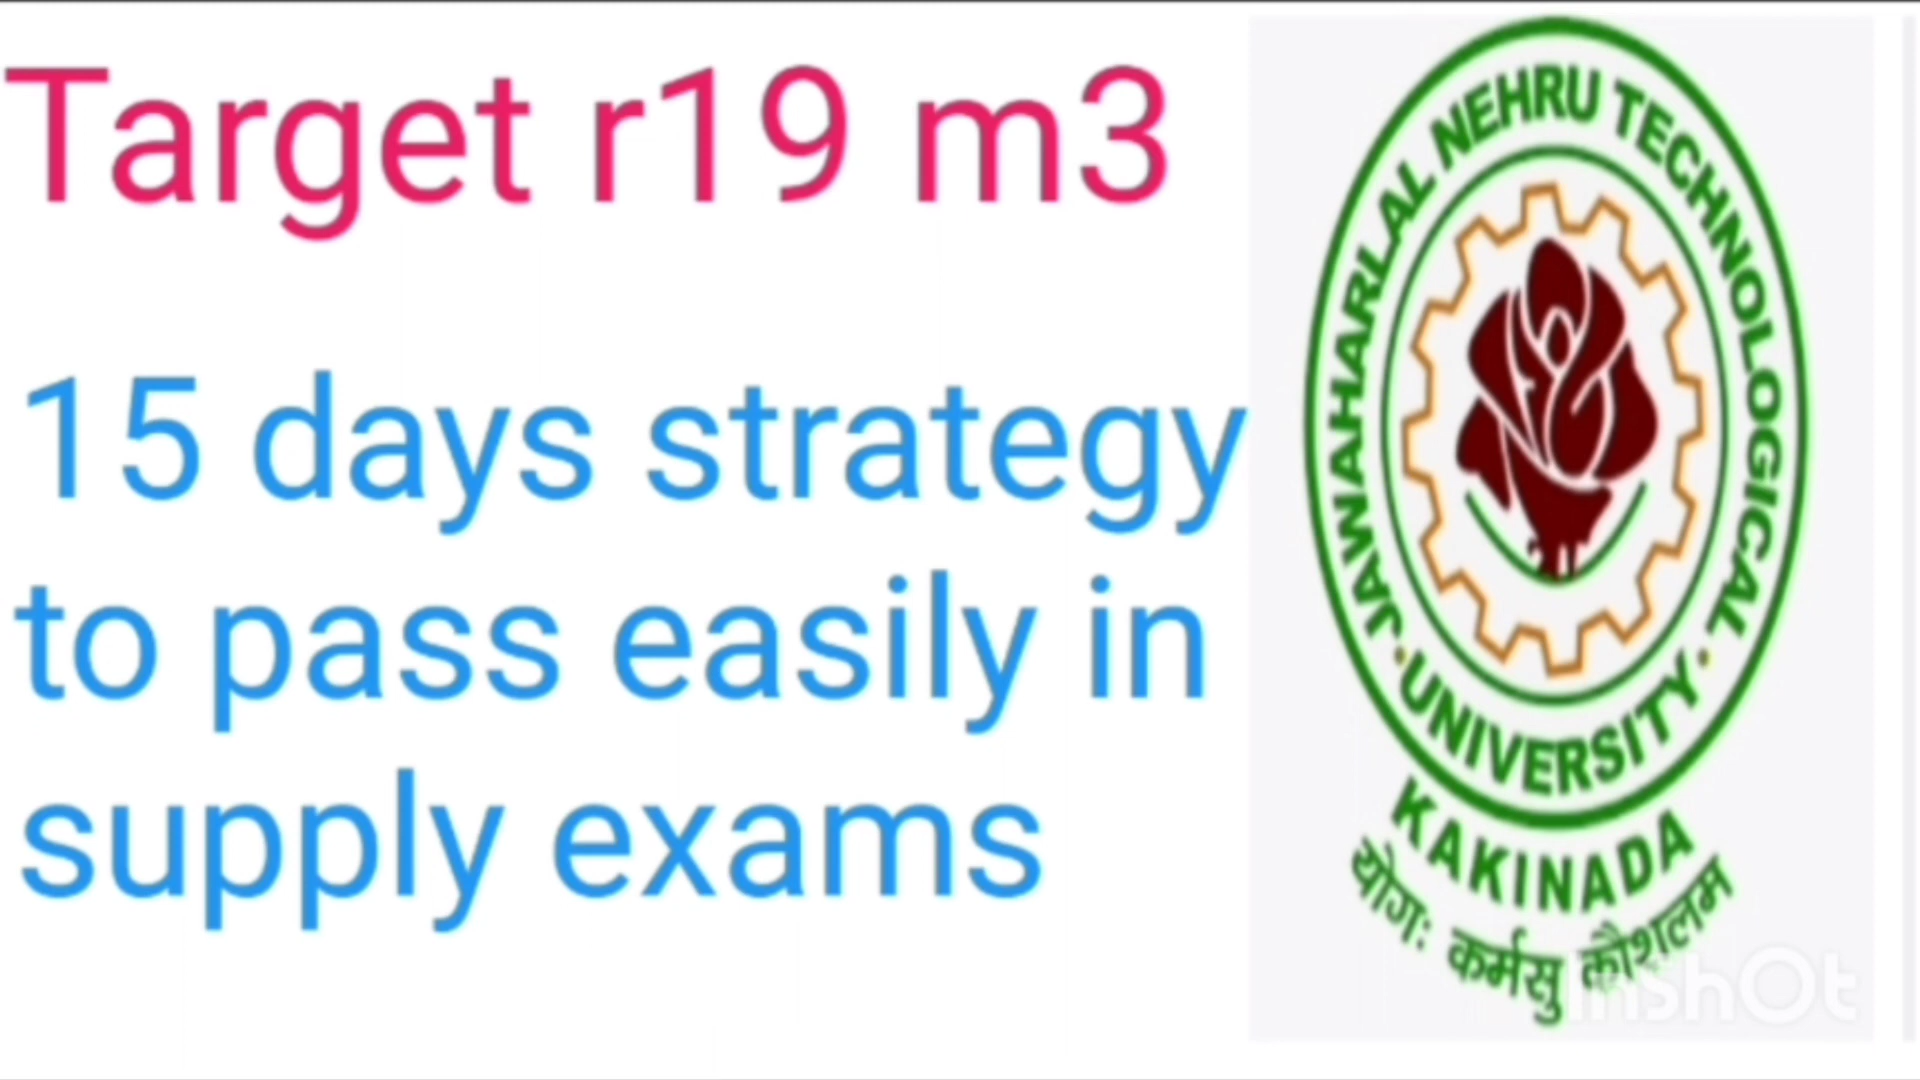 Target r19 m3
15 days strategy
to pass easily in
supply exams
JAWAHARLAL NEHRU TECHNOLOGICAL
UNIVERSITY
KAKINADA
योगः कर्मसु कौशलम
InShOt